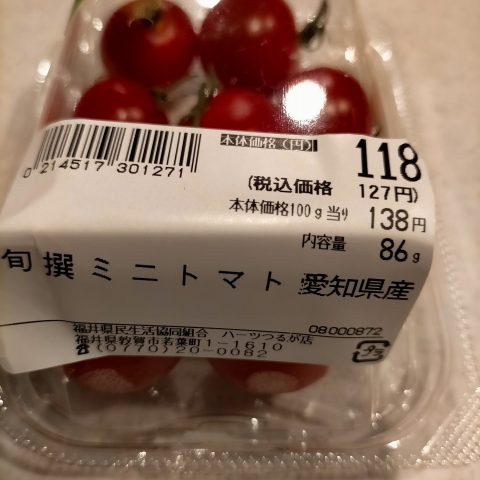 本体価格(円) 118
0 214517 301271
(税込価格 127円)
本体価格100g当り 138円
内容量 86g
旬撰ミニトマト 愛知県産
福井県民生活協同組合 ハーツつるが店
08000872
福井県敦賀市若葉町1-1610
☎(0770)20-0082
プラ